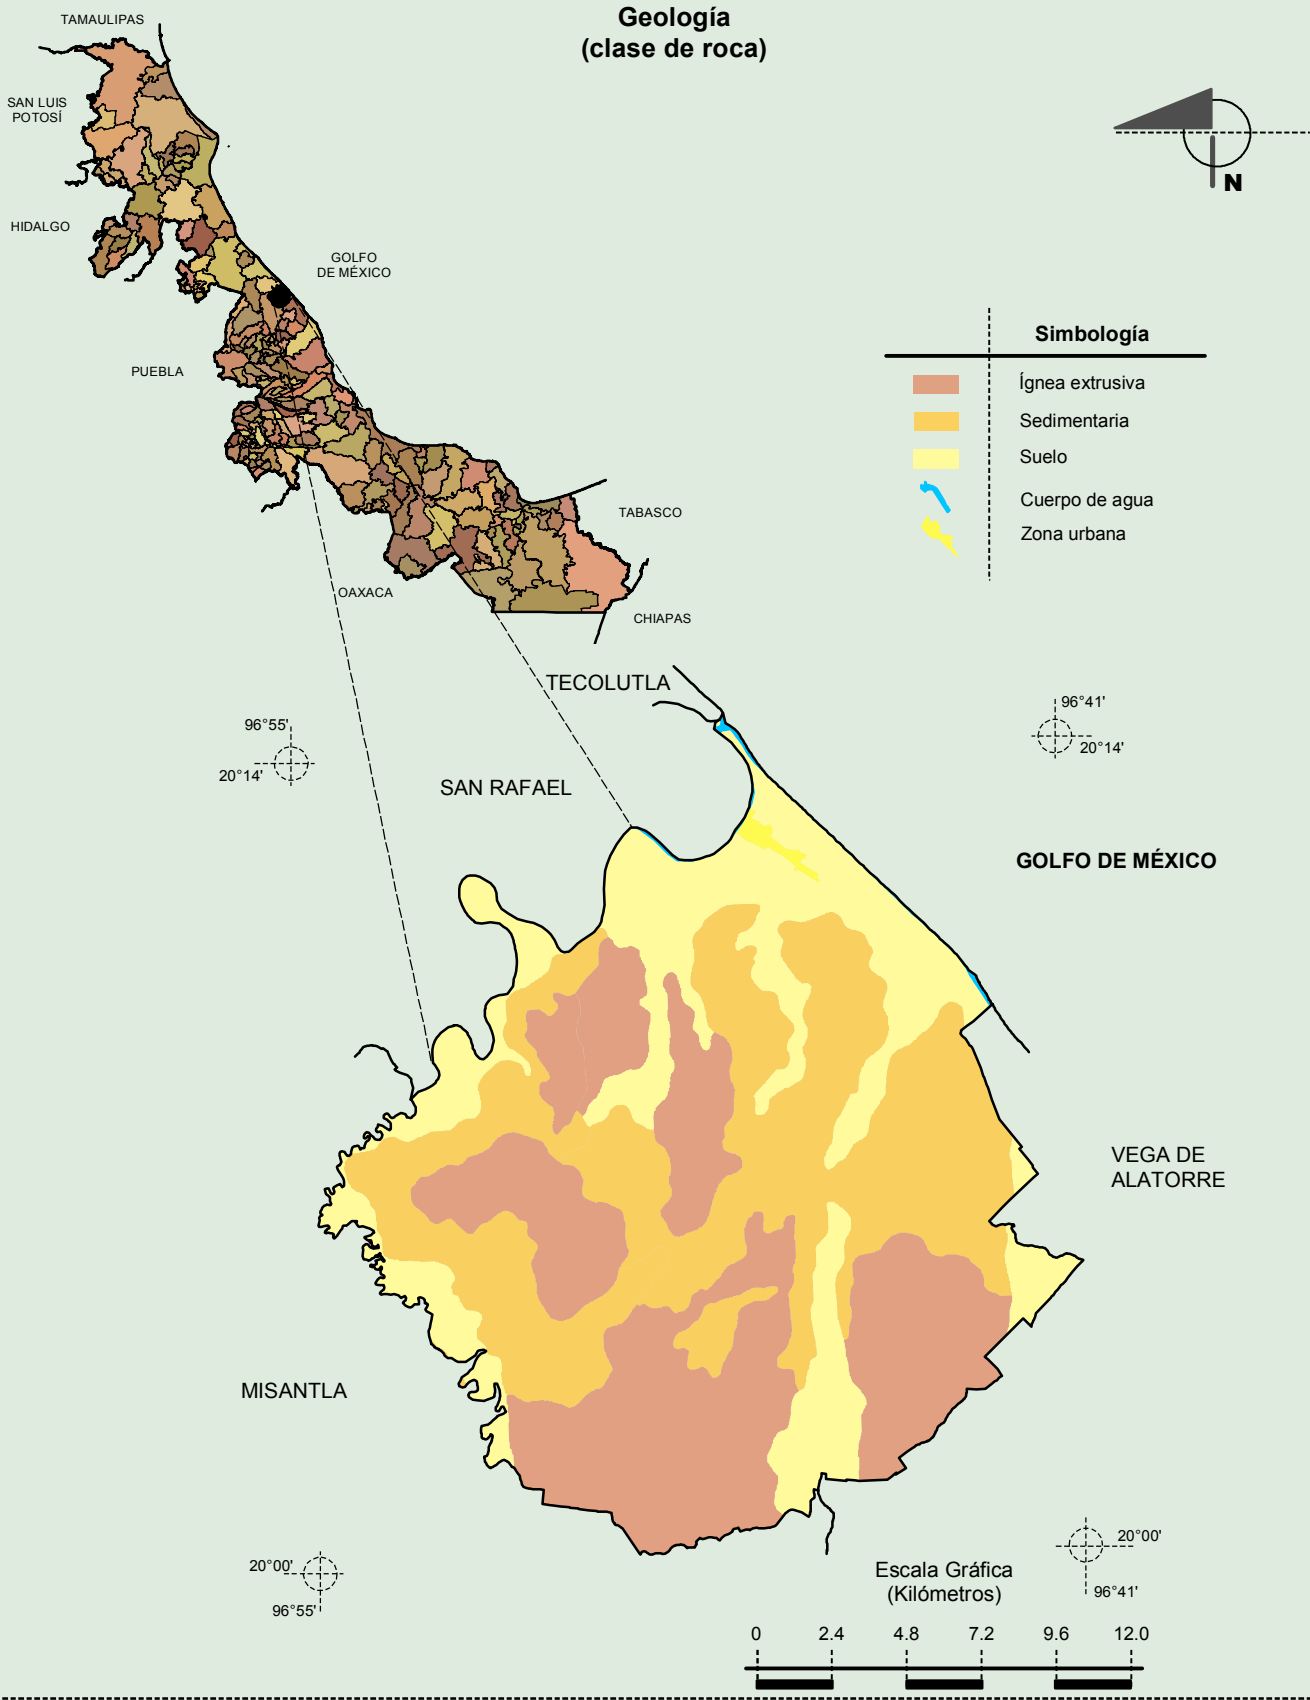 Geología
(clase de roca)
TAMAULIPAS
SAN LUIS
POTOSÍ
HIDALGO
GOLFO
DE MÉXICO
PUEBLA
OAXACA
TABASCO
CHIAPAS
N
Simbología
Ígnea extrusiva
Sedimentaria
Suelo
Cuerpo de agua
Zona urbana
TECOLUTLA
SAN RAFAEL
96°55'
20°14'
96°41'
20°14'
GOLFO DE MÉXICO
VEGA DE
ALATORRE
MISANTLA
20°00'
96°55'
20°00'
96°41'
Escala Gráfica
(Kilómetros)
0 2.4 4.8 7.2 9.6 12.0